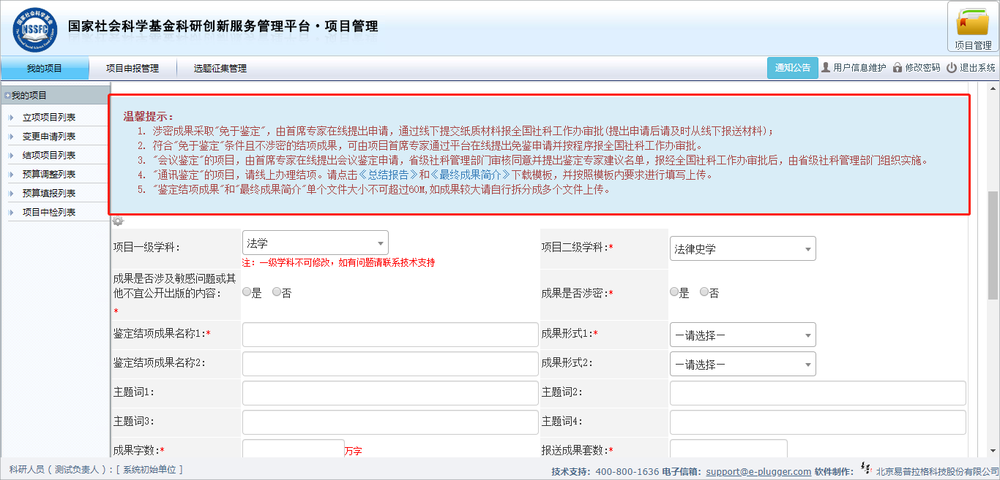 国家社会科学基金
NSSFC
国家社会科学基金科研创新服务管理平台·项目管理
项目管理
我的项目
项目申报管理
选题征集管理
通知公告
用户信息维护
修改密码
退出系统
我的项目
立项项目列表
变更申请列表
结项项目列表
预算调整列表
预算填报列表
项目中检列表
温馨提示：
1. 涉密成果采取"免于鉴定"，由首席专家在线提出申请，通过线下提交纸质材料报全国社科工作办审批(提出申请后请及时从线下报送材料)；
2. 符合"免于鉴定"条件且不涉密的结项成果，可由项目首席专家通过平台在线提出免鉴申请并按程序报全国社科工作办审批。
3. "会议鉴定"的项目，由首席专家在线提出会议鉴定申请，省级社科管理部门审核同意并提出鉴定专家建议名单，报经全国社科工作办审批后，由省级社科管理部门组织实施。
4. "通讯鉴定"的项目，请线上办理结项。请点击《总结报告》和《最终成果简介》下载模板，并按照模板内要求进行填写上传。
5. "鉴定结项成果"和"最终成果简介"单个文件大小不可超过60M,如成果较大请自行拆分成多个文件上传。
项目一级学科:
法学
注：一级学科不可修改，如有问题请联系技术支持
项目二级学科:*
法律史学
成果是否涉及敏感问题或其
他不宜公开出版的内容:
*
是 否
成果是否涉密:*
是 否
鉴定结项成果名称1:*
成果形式1:*
—请选择—
鉴定结项成果名称2:
成果形式2:
—请选择—
主题词1:
主题词2:
主题词3:
主题词4:
成果字数:*
万字
报送成果套数:*
科研人员 ( 测试负责人 ) : [ 系统初始单位 ]
技术支持： 400-800-1636 电子信箱： support@e-plugger.com 软件制作： 北京易普拉格科技股份有限公司